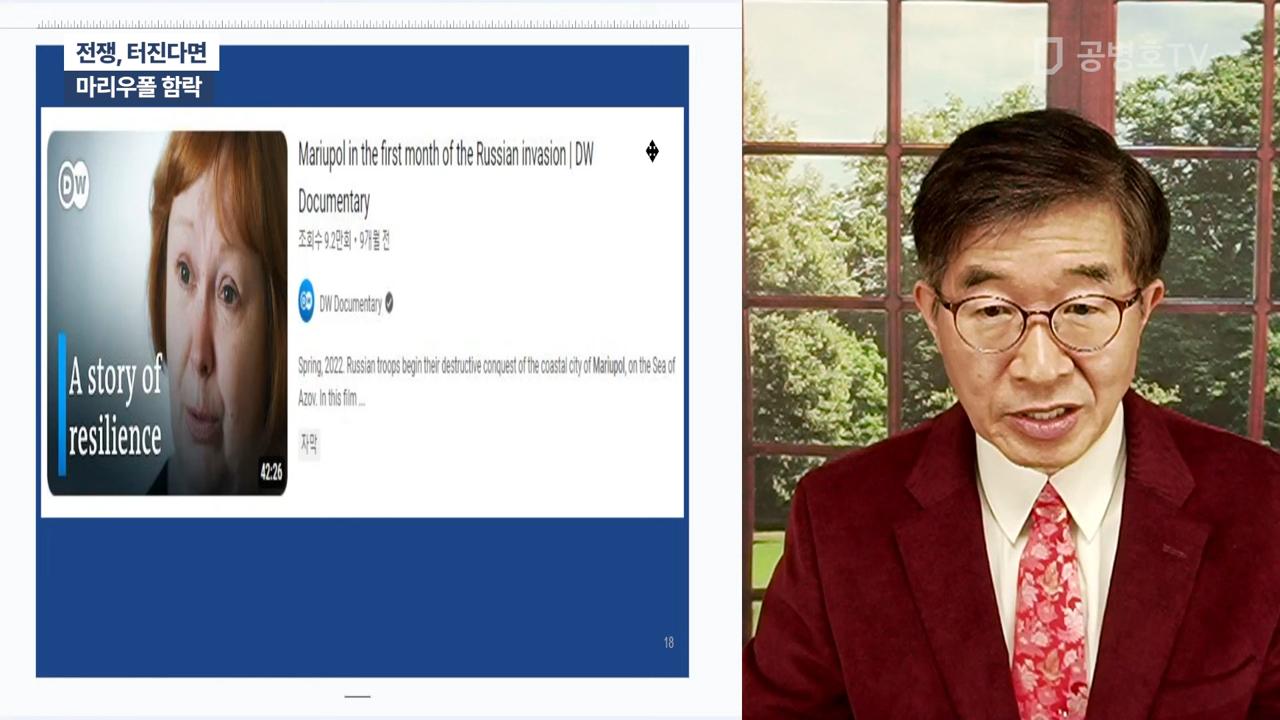 전쟁, 터진다면
마리우폴 함락
공병호TV
DW
A story of
resilience
42:26
Mariupol in the first month of the Russian invasion | DW
Documentary
조회수 9.2만회 • 9개월 전
DW Documentary
Spring, 2022. Russian troops begin their destructive conquest of the coastal city of Mariupol, on the Sea of
Azov. In this film ...
자막
18